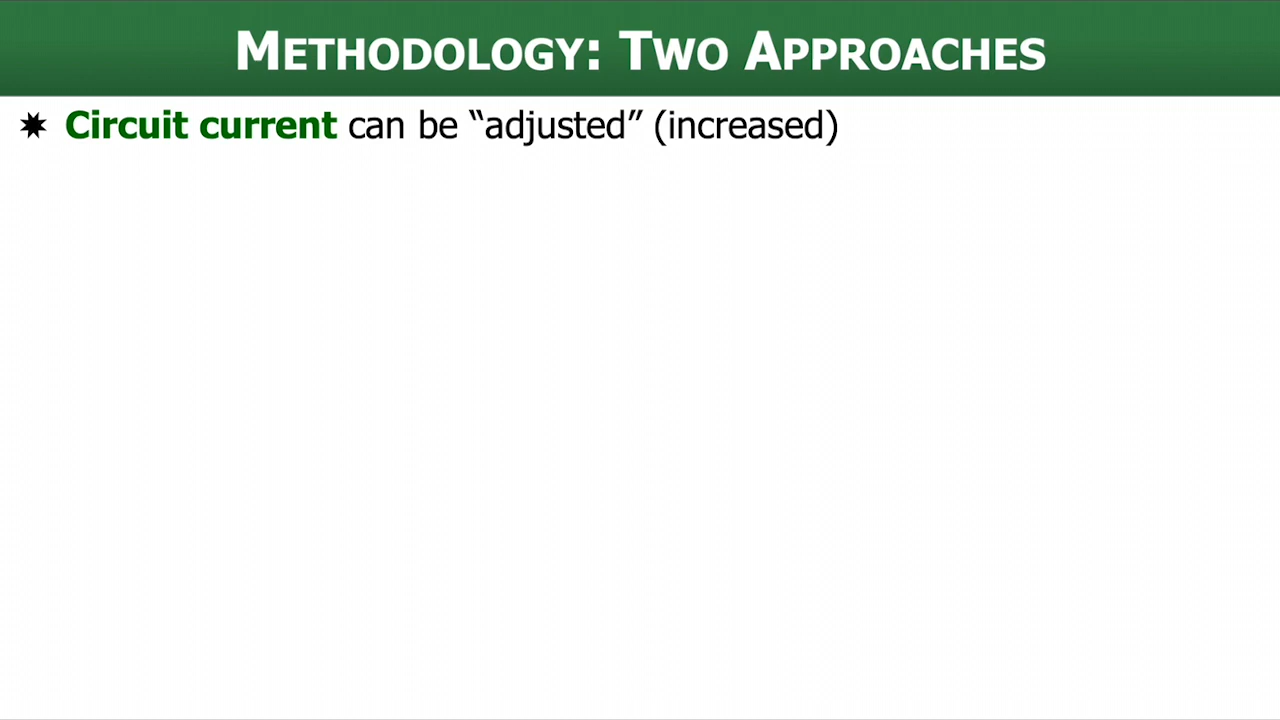 METHODOLOGY: TWO APPROACHES
✷ Circuit current can be “adjusted” (increased)